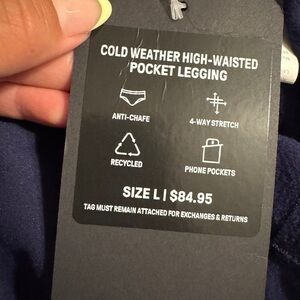 COLD WEATHER HIGH-WAISTED
POCKET LEGGING
ANTI-CHAFE
4-WAY STRETCH
RECYCLED
PHONE POCKETS
SIZE L | $84.95
TAG MUST REMAIN ATTACHED FOR EXCHANGES & RETURNS